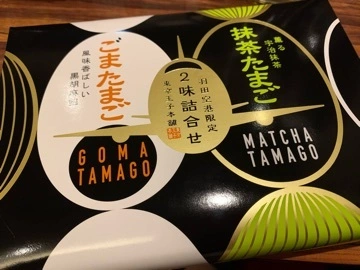 ごまたまご
風味香ばしい
黒胡麻餡
GOMA
TAMAGO
羽田空港限定
2味詰合せ
東京玉子本舗
薫る
宇治抹茶
抹茶たまご
MATCHA
TAMAGO